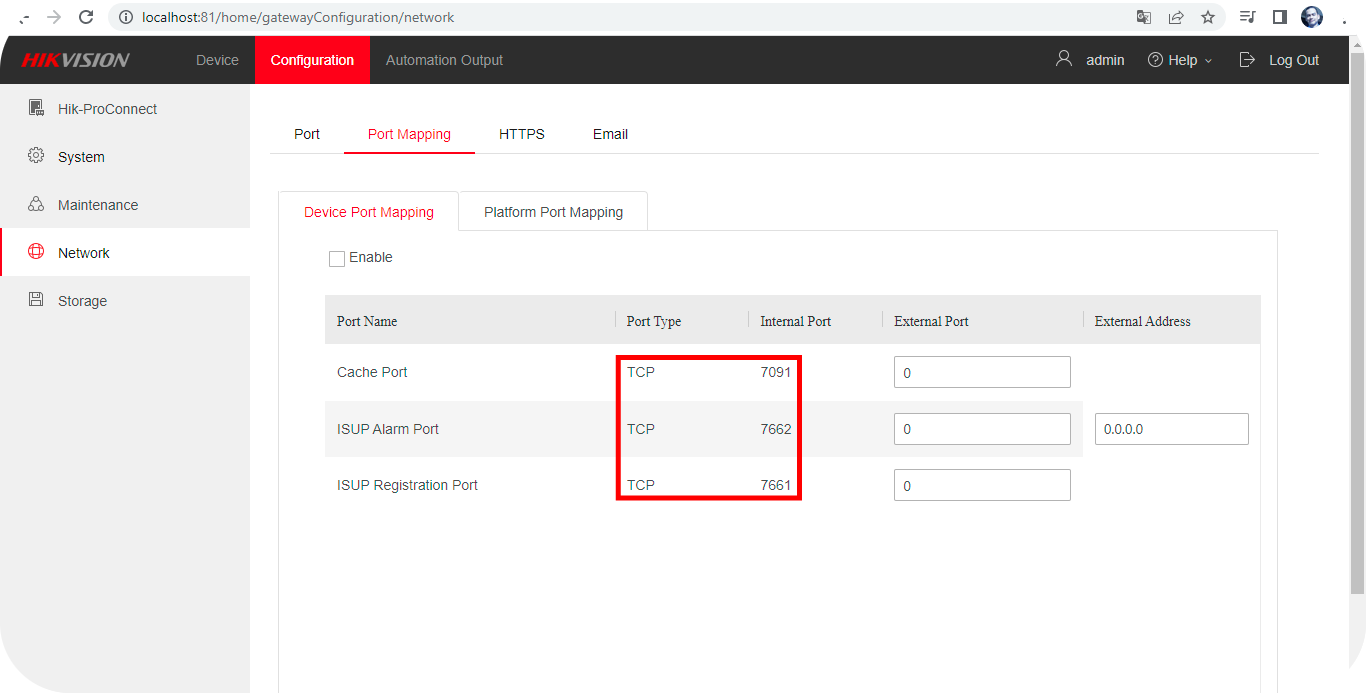 localhost:81/home/gatewayConfiguration/network
HIKVISION Device Configuration Automation Output admin Help Log Out
Hik-ProConnect
System
Maintenance
Network
Storage
Port Port Mapping HTTPS Email
Device Port Mapping Platform Port Mapping
Enable
Port Name Port Type Internal Port External Port External Address
Cache Port TCP 7091 0
ISUP Alarm Port TCP 7662 0 0.0.0.0
ISUP Registration Port TCP 7661 0